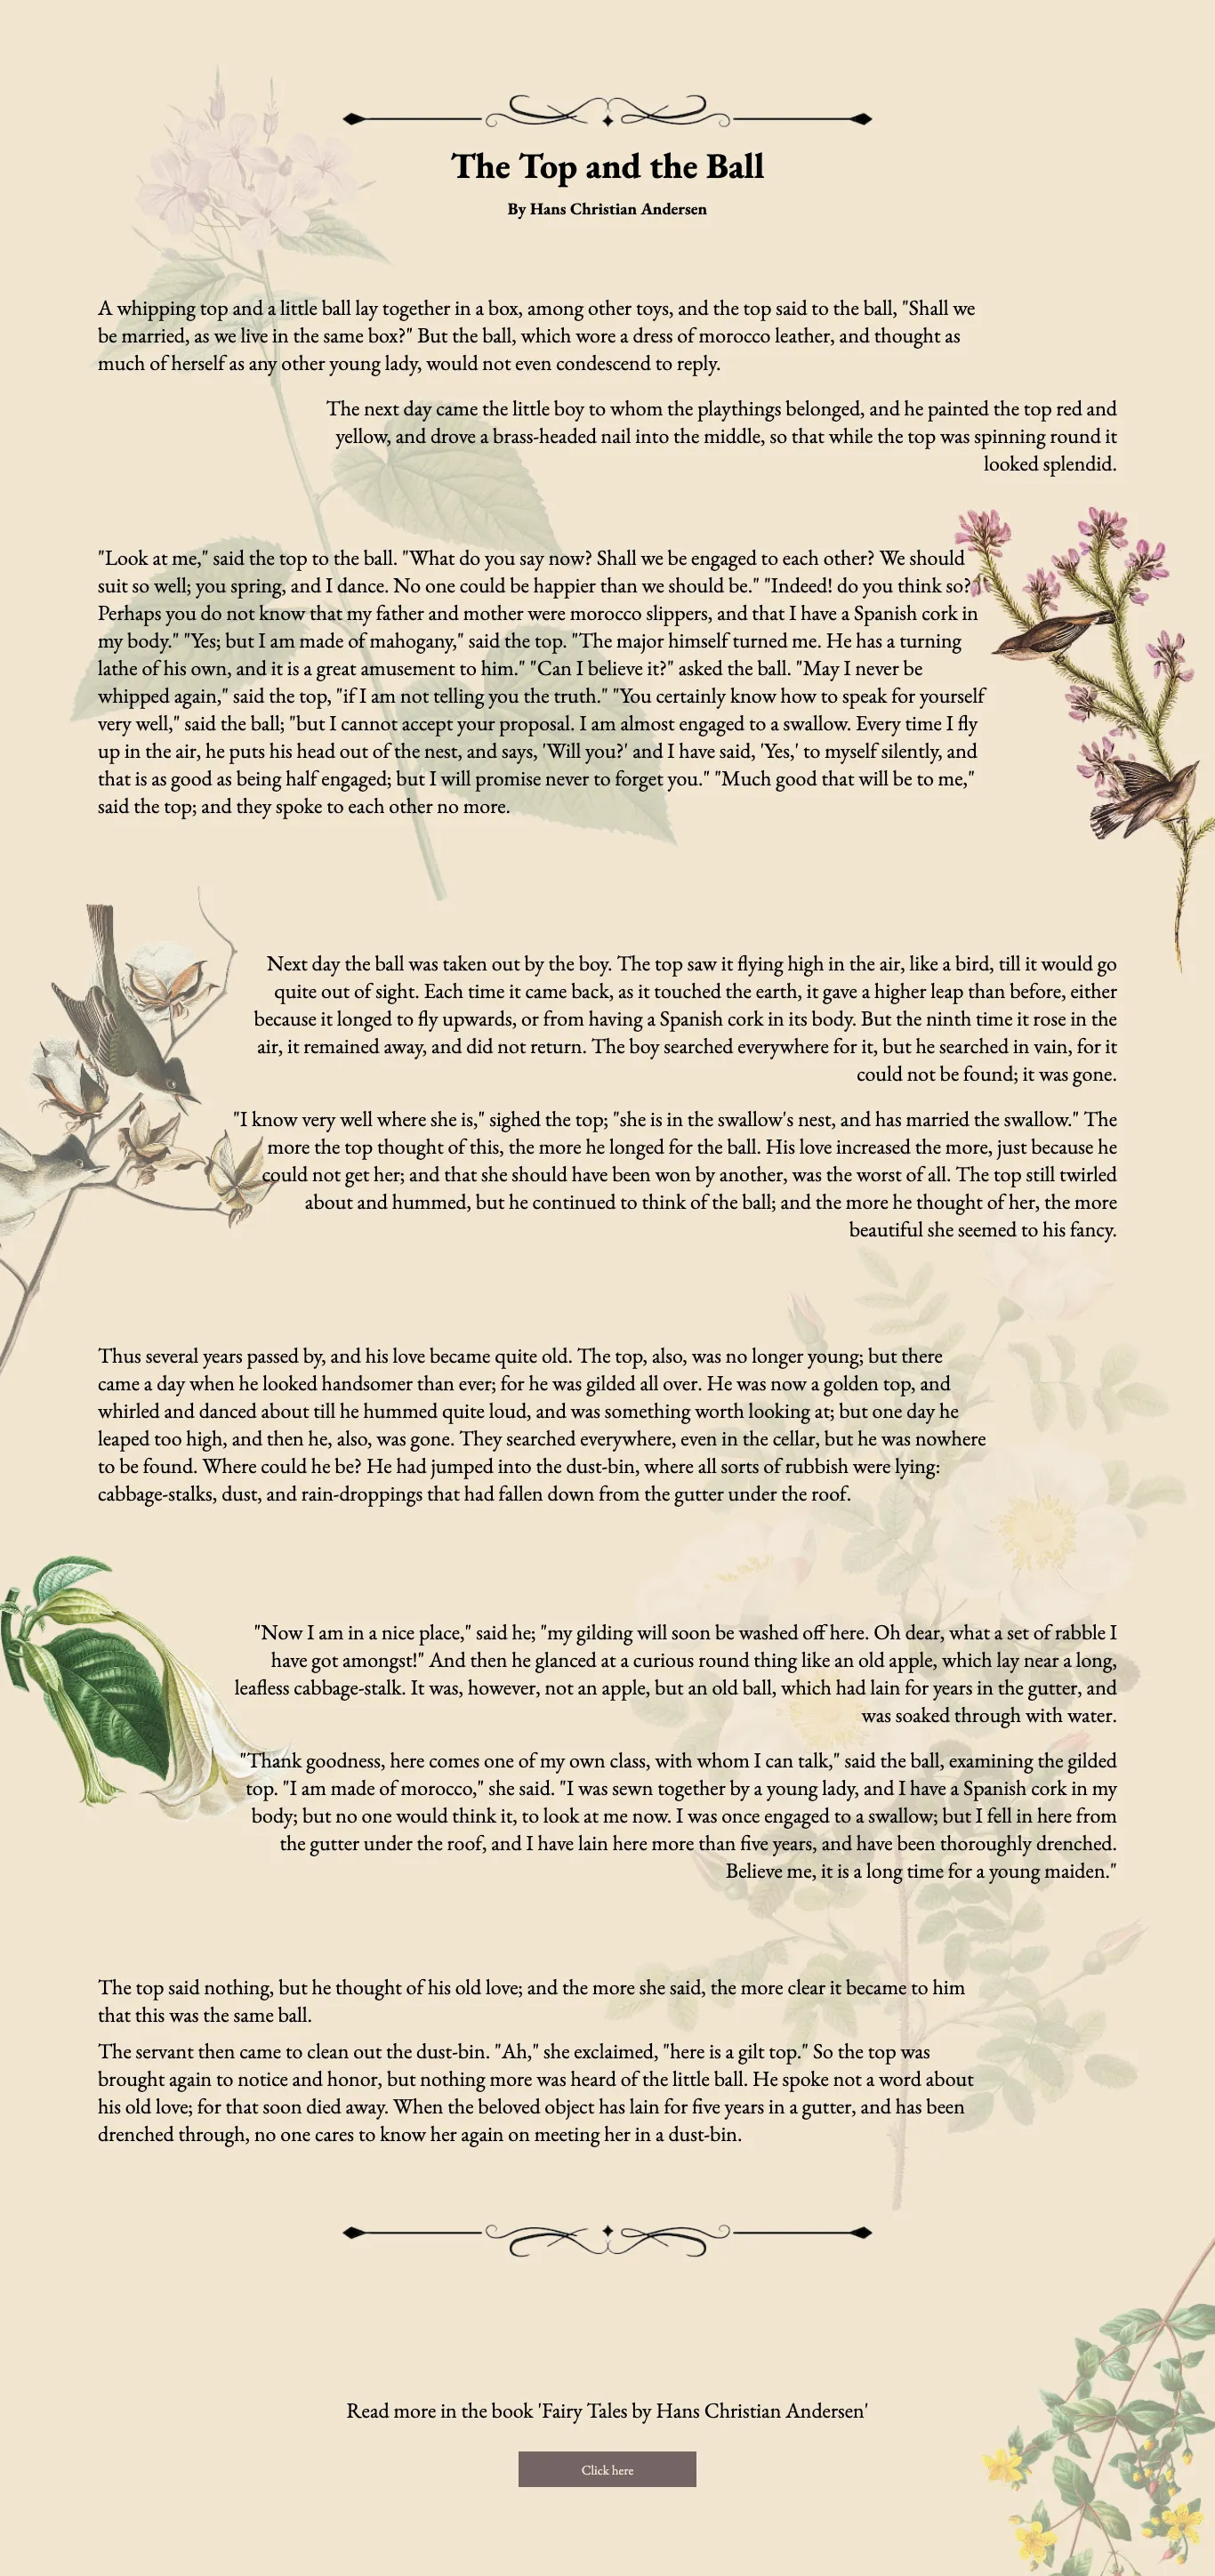 The Top and the Ball
By Hans Christian Andersen
A whipping top and a little ball lay together in a box, among other toys, and the top said to the ball, "Shall we
be married, as we live in the same box?" But the ball, which wore a dress of morocco leather, and thought as
much of herself as any other young lady, would not even condescend to reply.
The next day came the little boy to whom the playthings belonged, and he painted the top red and
yellow, and drove a brass-headed nail into the middle, so that while the top was spinning round it
looked splendid.
"Look at me," said the top to the ball. "What do you say now? Shall we be engaged to each other? We should
suit so well; you spring, and I dance. No one could be happier than we should be." "Indeed! do you think so?
Perhaps you do not know that my father and mother were morocco slippers, and that I have a Spanish cork in
my body." "Yes; but I am made of mahogany," said the top. "The major himself turned me. He has a turning
lathe of his own, and it is a great amusement to him." "Can I believe it?" asked the ball. "May I never be
whipped again," said the top, "if I am not telling you the truth." "You certainly know how to speak for yourself
very well," said the ball; "but I cannot accept your proposal. I am almost engaged to a swallow. Every time I fly
up in the air, he puts his head out of the nest, and says, 'Will you?' and I have said, 'Yes,' to myself silently, and
that is as good as being half engaged; but I will promise never to forget you." "Much good that will be to me,"
said the top; and they spoke to each other no more.
Next day the ball was taken out by the boy. The top saw it flying high in the air, like a bird, till it would go
quite out of sight. Each time it came back, as it touched the earth, it gave a higher leap than before, either
because it longed to fly upwards, or from having a Spanish cork in its body. But the ninth time it rose in the
air, it remained away, and did not return. The boy searched everywhere for it, but he searched in vain, for it
could not be found; it was gone.
"I know very well where she is," sighed the top; "she is in the swallow's nest, and has married the swallow." The
more the top thought of this, the more he longed for the ball. His love increased the more, just because he
could not get her; and that she should have been won by another, was the worst of all. The top still twirled
about and hummed, but he continued to think of the ball; and the more he thought of her, the more
beautiful she seemed to his fancy.
Thus several years passed by, and his love became quite old. The top, also, was no longer young; but there
came a day when he looked handsomer than ever; for he was gilded all over. He was now a golden top, and
whirled and danced about till he hummed quite loud, and was something worth looking at; but one day he
leaped too high, and then he, also, was gone. They searched everywhere, even in the cellar, but he was nowhere
to be found. Where could he be? He had jumped into the dust-bin, where all sorts of rubbish were lying:
cabbage-stalks, dust, and rain-droppings that had fallen down from the gutter under the roof.
"Now I am in a nice place," said he; "my gilding will soon be washed off here. Oh dear, what a set of rabble I
have got amongst!" And then he glanced at a curious round thing like an old apple, which lay near a long,
leafless cabbage-stalk. It was, however, not an apple, but an old ball, which had lain for years in the gutter, and
was soaked through with water.
"Thank goodness, here comes one of my own class, with whom I can talk," said the ball, examining the gilded
top. "I am made of morocco," she said. "I was sewn together by a young lady, and I have a Spanish cork in my
body; but no one would think it, to look at me now. I was once engaged to a swallow; but I fell in here from
the gutter under the roof, and I have lain here more than five years, and have been thoroughly drenched.
Believe me, it is a long time for a young maiden."
The top said nothing, but he thought of his old love; and the more she said, the more clear it became to him
that this was the same ball.
The servant then came to clean out the dust-bin. "Ah," she exclaimed, "here is a gilt top." So the top was
brought again to notice and honor, but nothing more was heard of the little ball. He spoke not a word about
his old love; for that soon died away. When the beloved object has lain for five years in a gutter, and has been
drenched through, no one cares to know her again on meeting her in a dust-bin.
Read more in the book 'Fairy Tales by Hans Christian Andersen'
Click here